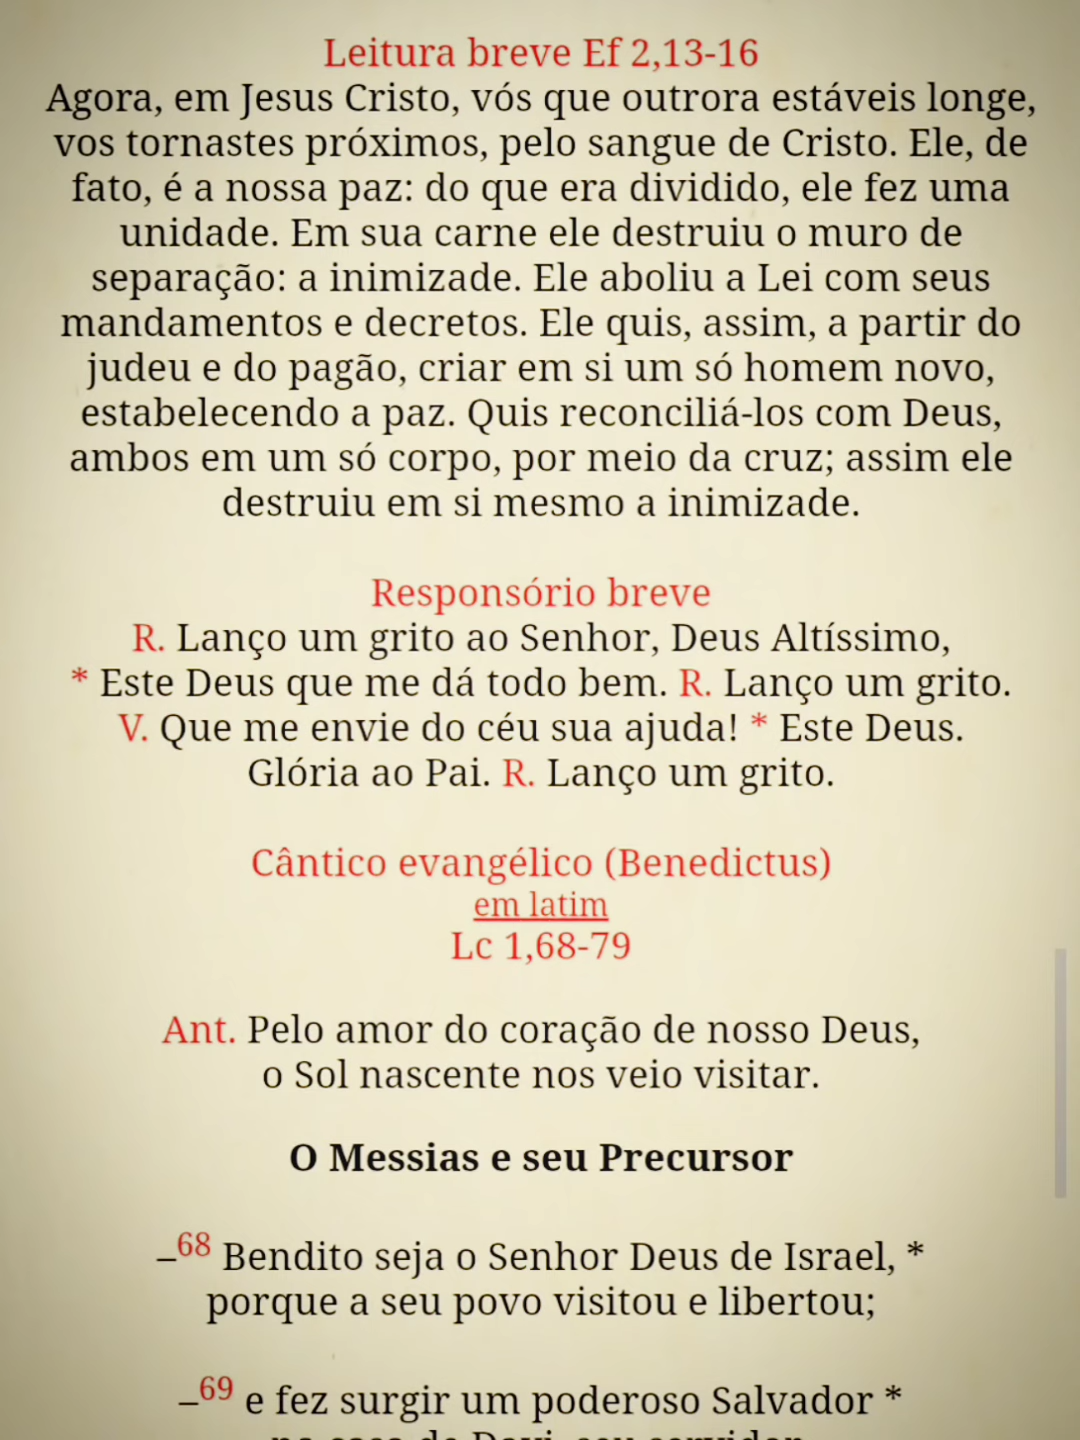 Leitura breve Ef 2,13-16
Agora, em Jesus Cristo, vós que outrora estáveis longe,
vos tornastes próximos, pelo sangue de Cristo. Ele, de
fato, é a nossa paz: do que era dividido, ele fez uma
unidade. Em sua carne ele destruiu o muro de
separação: a inimizade. Ele aboliu a Lei com seus
mandamentos e decretos. Ele quis, assim, a partir do
judeu e do pagão, criar em si um só homem novo,
estabelecendo a paz. Quis reconciliá-los com Deus,
ambos em um só corpo, por meio da cruz; assim ele
destruiu em si mesmo a inimizade.
Responsório breve
R. Lanço um grito ao Senhor, Deus Altíssimo,
* Este Deus que me dá todo bem. R. Lanço um grito.
V. Que me envie do céu sua ajuda! * Este Deus.
Glória ao Pai. R. Lanço um grito.
Cântico evangélico (Benedictus)
em latim
Lc 1,68-79
Ant. Pelo amor do coração de nosso Deus,
o Sol nascente nos veio visitar.
O Messias e seu Precursor
–68 Bendito seja o Senhor Deus de Israel, *
porque a seu povo visitou e libertou;
–69 e fez surgir um poderoso Salvador *
na casa de Davi, seu servidor